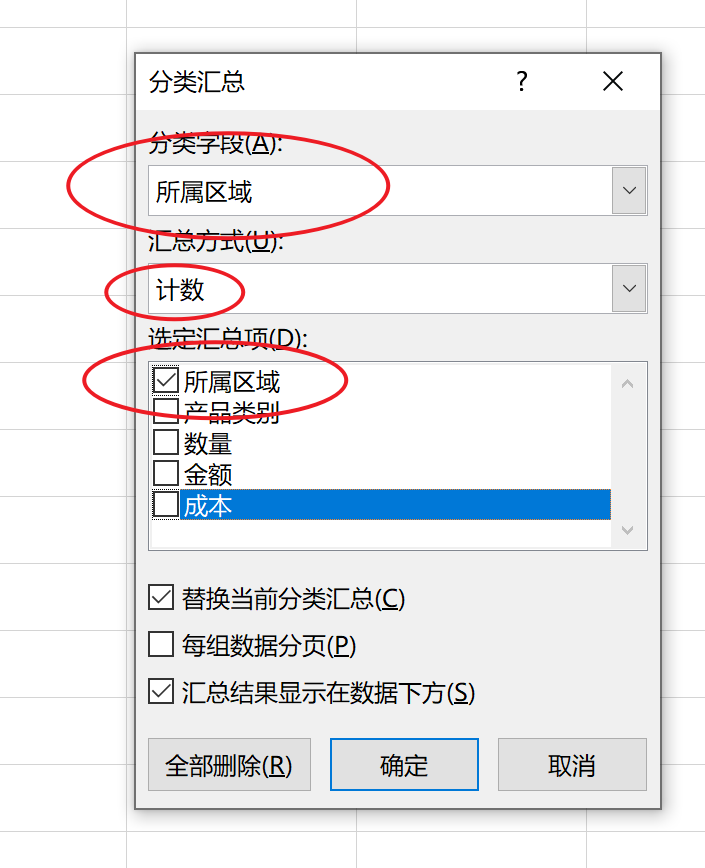 分类汇总 ?
分类字段(A):
所属区域
汇总方式(U):
计数
选定汇总项(D):
所属区域
产品类别
数量
金额
成本
替换当前分类汇总(C)
每组数据分页(P)
汇总结果显示在数据下方(S)
全部删除(R) 确定 取消